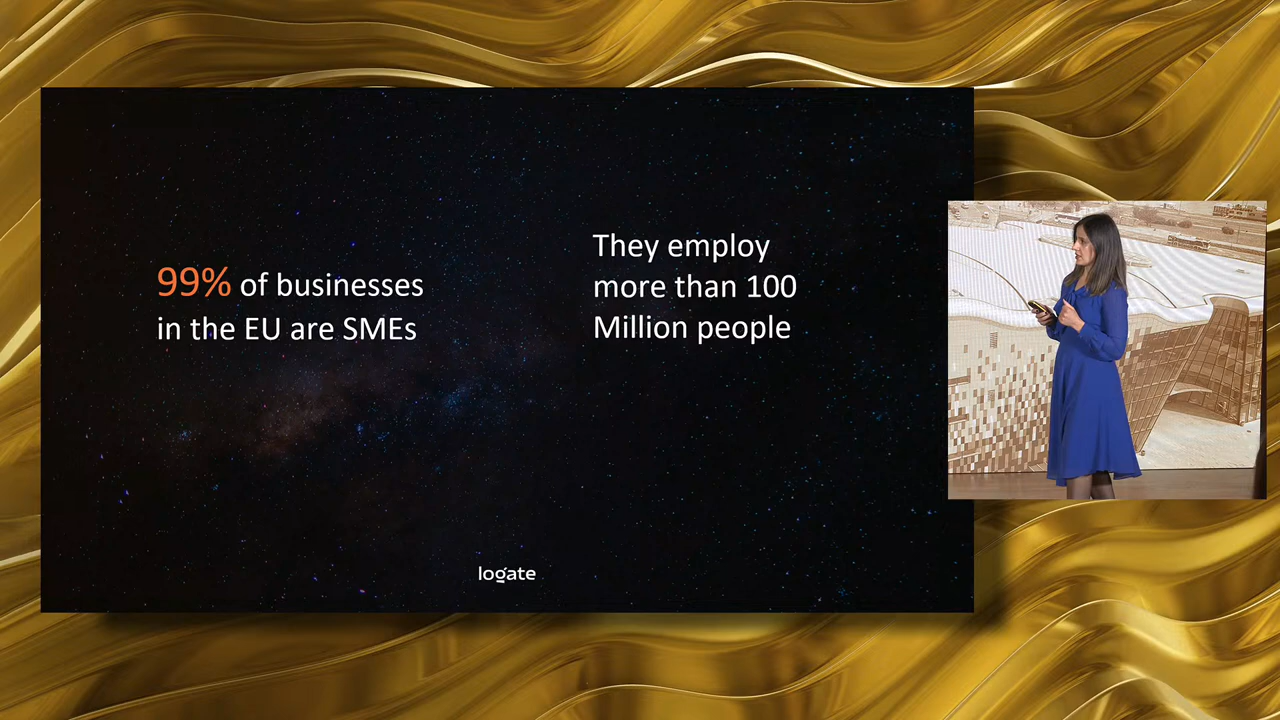 99% of businesses
in the EU are SMEs
They employ
more than 100
Million people
logate